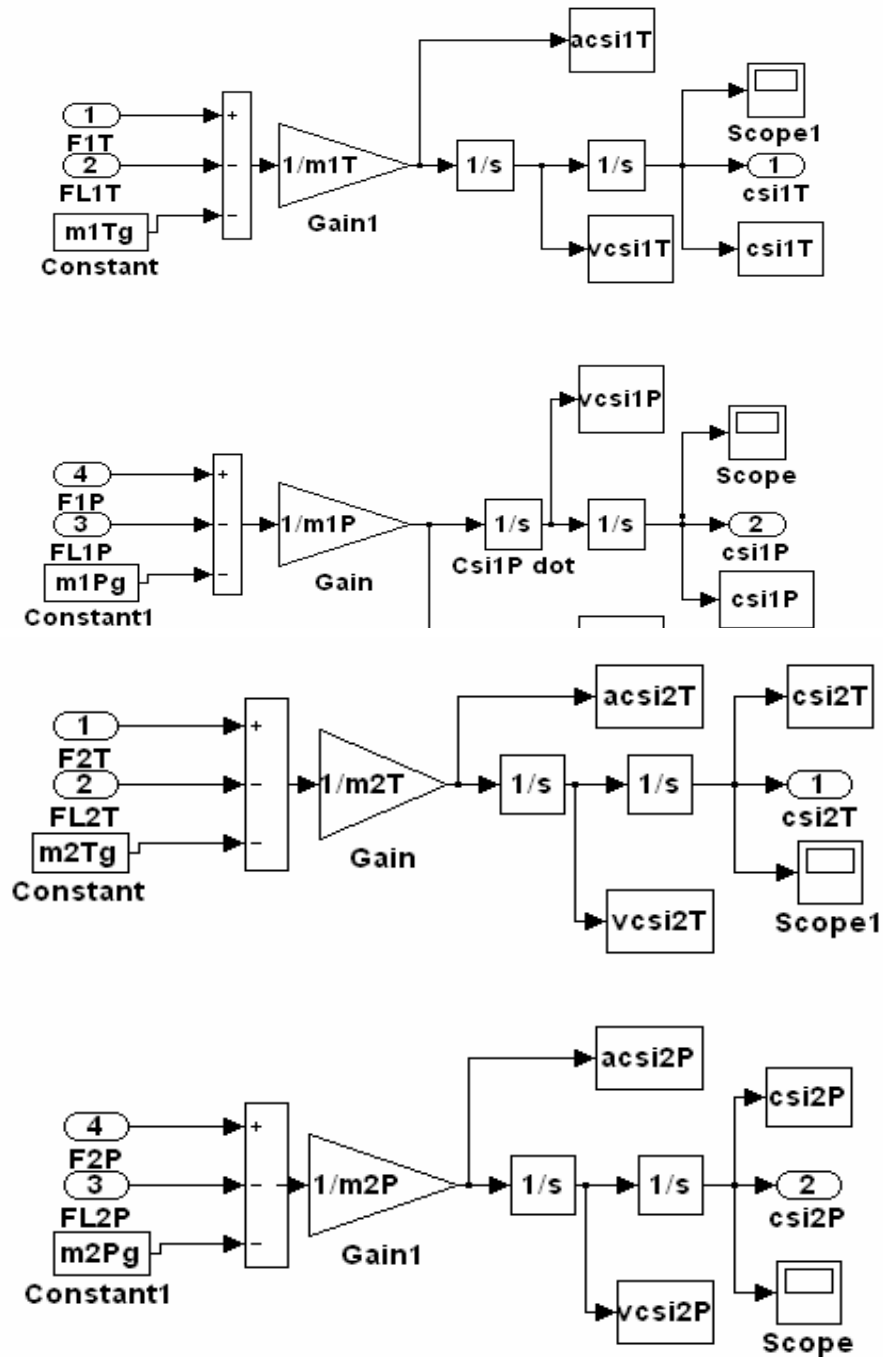 acsi1T
1
+
F1T
Scope1
2
−
1/m1T
1/s
1/s
1
FL1T
csi1T
m1Tg
−
Gain1
Constant
vcsi1T
csi1T
vcsi1P
4
+
Scope
F1P
3
−
1/m1P
1/s
1/s
2
FL1P
csi1P
m1Pg
−
Gain
Csi1P dot
Constant1
csi1P
acsi2T
csi2T
1
+
F2T
2
−
1/m2T
1/s
1/s
1
FL2T
csi2T
m2Tg
−
Gain
Constant
vcsi2T
Scope1
acsi2P
csi2P
4
+
F2P
3
−
1/m2P
1/s
1/s
2
FL2P
csi2P
m2Pg
−
Gain1
Constant1
vcsi2P
Scope